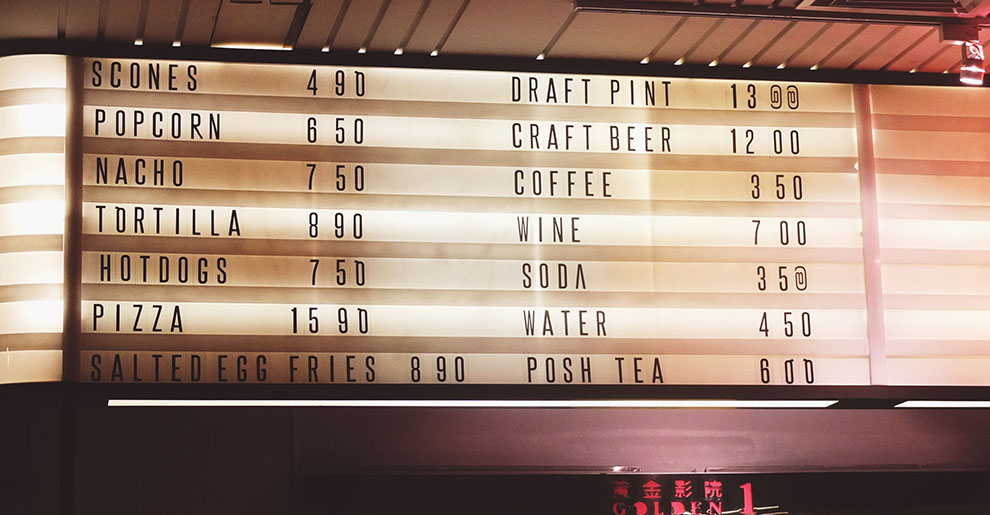 SCONES 4 90
POPCORN 6 50
NACHO 7 50
TORTILLA 8 90
HOTDOGS 7 50
PIZZA 15 90
SALTED EGG FRIES 8 90
DRAFT PINT 13 00
CRAFT BEER 12 00
COFFEE 3 50
WINE 7 00
SODA 3 50
WATER 4 50
POSH TEA 6 00
黃金影院
GOLDEN 1